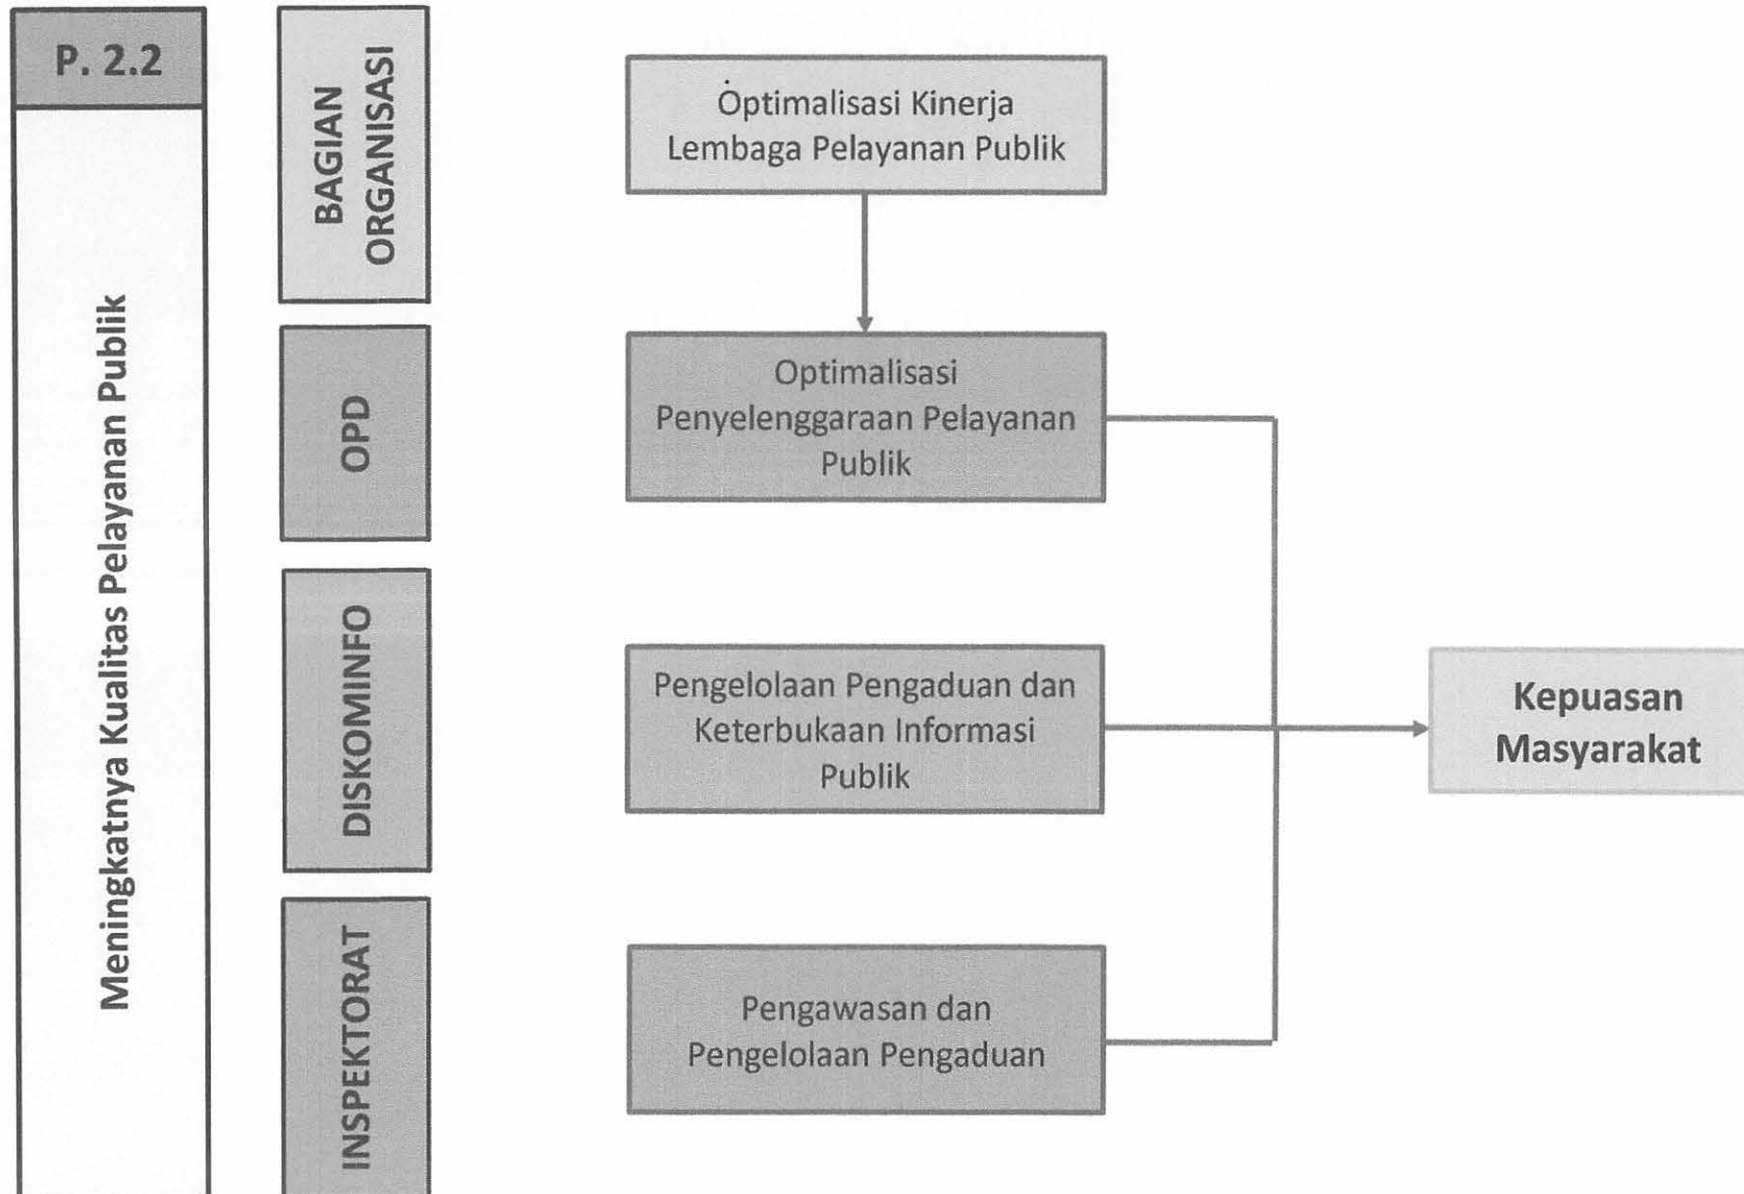 P. 2.2
Meningkatnya Kualitas Pelayanan Publik
BAGIAN
ORGANISASI
Optimalisasi Kinerja
Lembaga Pelayanan Publik
OPD
Optimalisasi
Penyelenggaraan Pelayanan
Publik
DISKOMINFO
Pengelolaan Pengaduan dan
Keterbukaan Informasi
Publik
Kepuasan
Masyarakat
INSPEKTORAT
Pengawasan dan
Pengelolaan Pengaduan